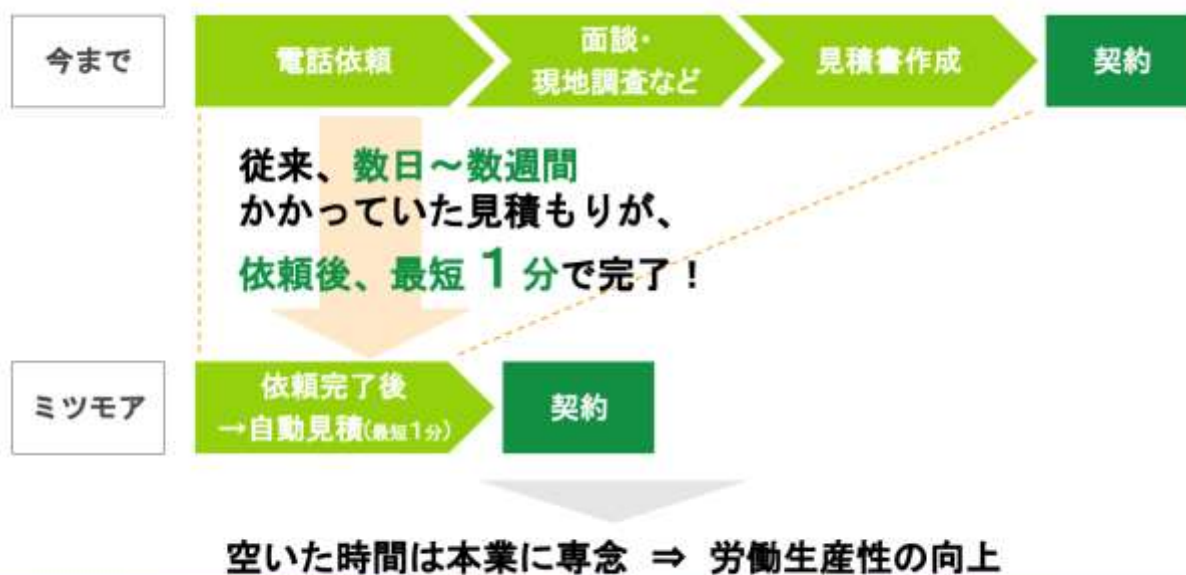 今まで
電話依頼
面談・
現地調査など
見積書作成
契約
従来、数日～数週間
かかっていた見積もりが、
依頼後、最短1分で完了！
ミツモア
依頼完了後
→自動見積(最短1分)
契約
空いた時間は本業に専念 ⇒ 労働生産性の向上